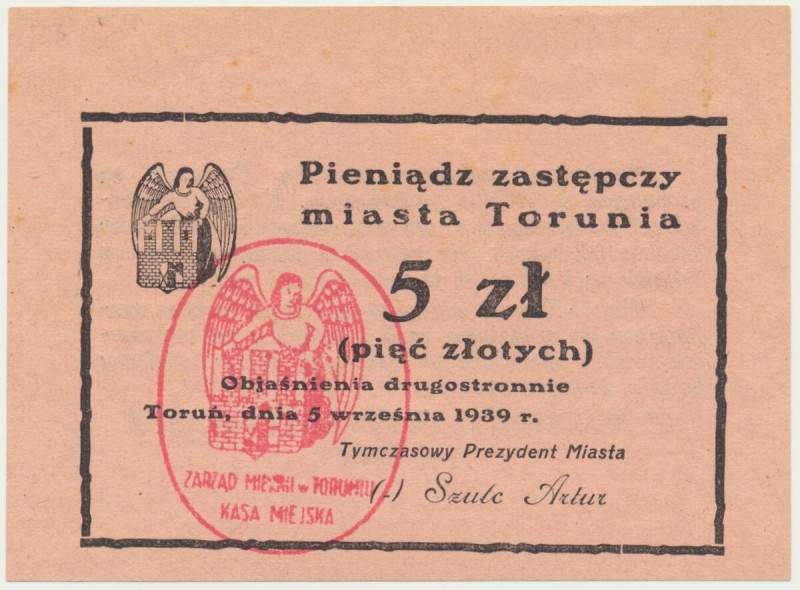 Pieniądz zastępczy
miasta Torunia
5 zł
(pięć złotych)
Objaśnienia drugostronnie
Toruń, dnia 5 września 1939 r.
Tymczasowy Prezydent Miasta
(-) Szulc Artur
ZARZĄD MIEJSKI w TORUNIU
KASA MIEJSKA